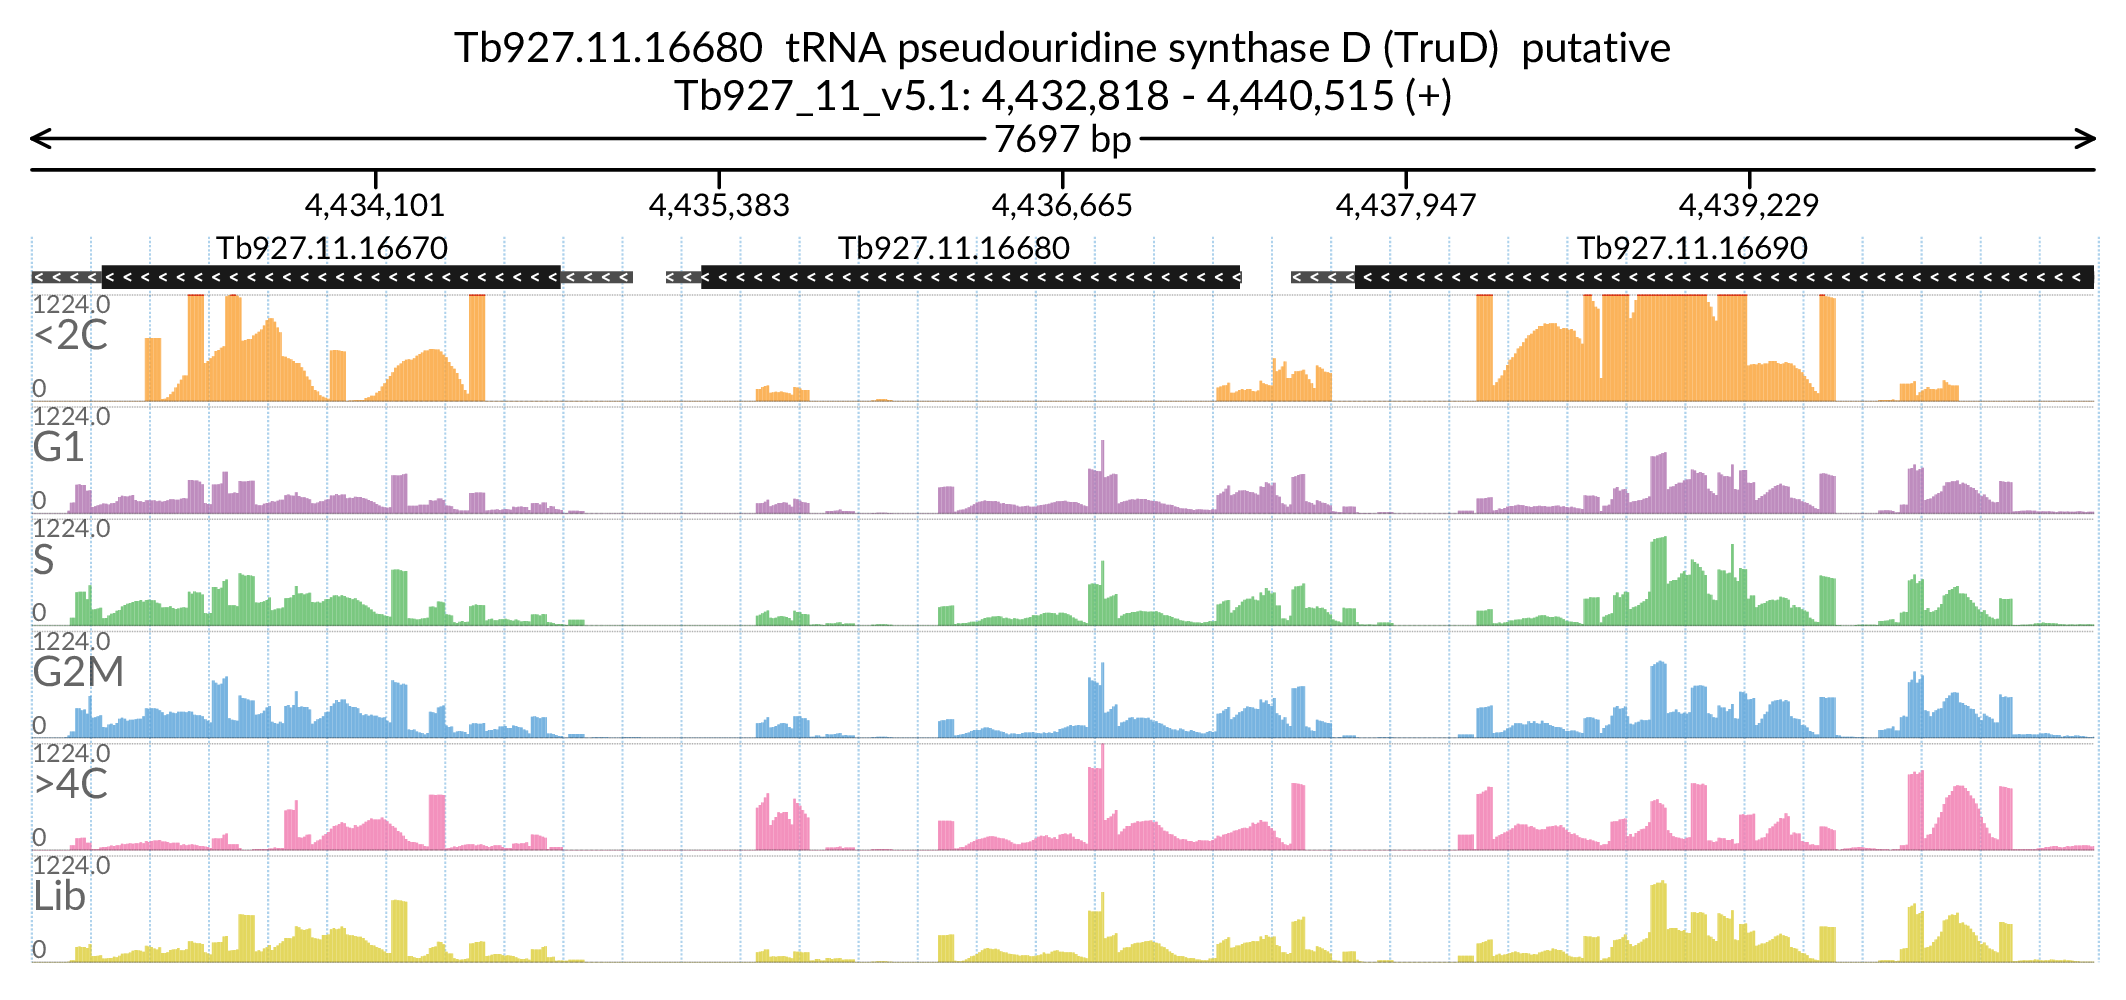 Tb927.11.16680 tRNA pseudouridine synthase D (TruD) putative
Tb927_11_v5.1: 4,432,818 - 4,440,515 (+)
7697 bp
4,434,101 4,435,383 4,436,665 4,437,947 4,439,229
Tb927.11.16670 Tb927.11.16680 Tb927.11.16690
1224.0
<2C
0
1224.0
G1
0
1224.0
S
0
1224.0
G2M
0
1224.0
>4C
0
1224.0
Lib
0